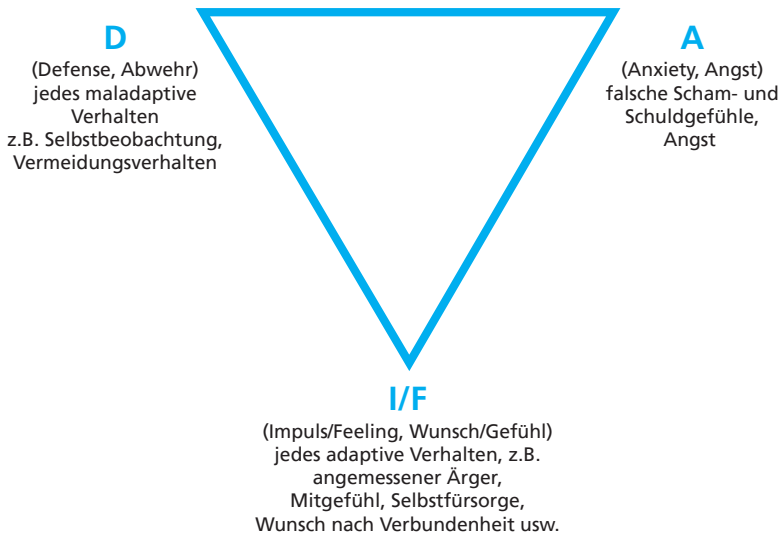 D
(Defense, Abwehr)
jedes maladaptive
Verhalten
z.B. Selbstbeobachtung,
Vermeidungsverhalten
A
(Anxiety, Angst)
falsche Scham- und
Schuldgefühle,
Angst
I/F
(Impuls/Feeling, Wunsch/Gefühl)
jedes adaptive Verhalten, z.B.
angemessener Ärger,
Mitgefühl, Selbstfürsorge,
Wunsch nach Verbundenheit usw.